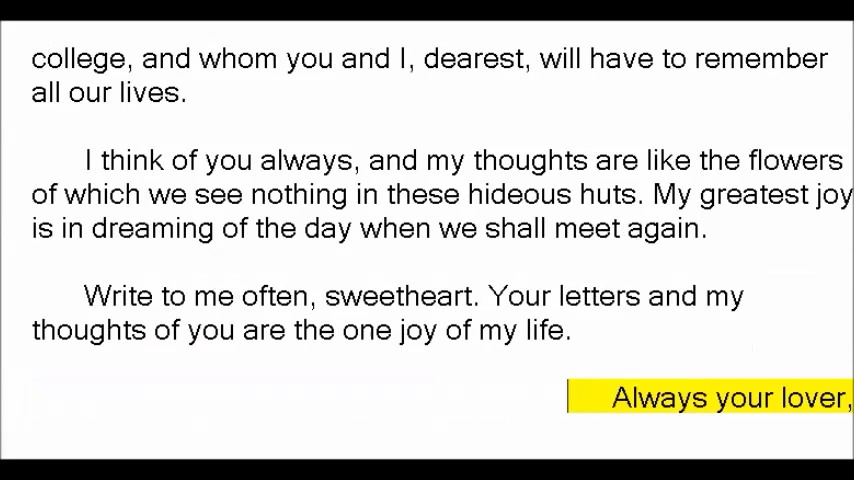 college, and whom you and I, dearest, will have to remember
all our lives.
I think of you always, and my thoughts are like the flowers
of which we see nothing in these hideous huts. My greatest joy
is in dreaming of the day when we shall meet again.
Write to me often, sweetheart. Your letters and my
thoughts of you are the one joy of my life.
Always your lover,